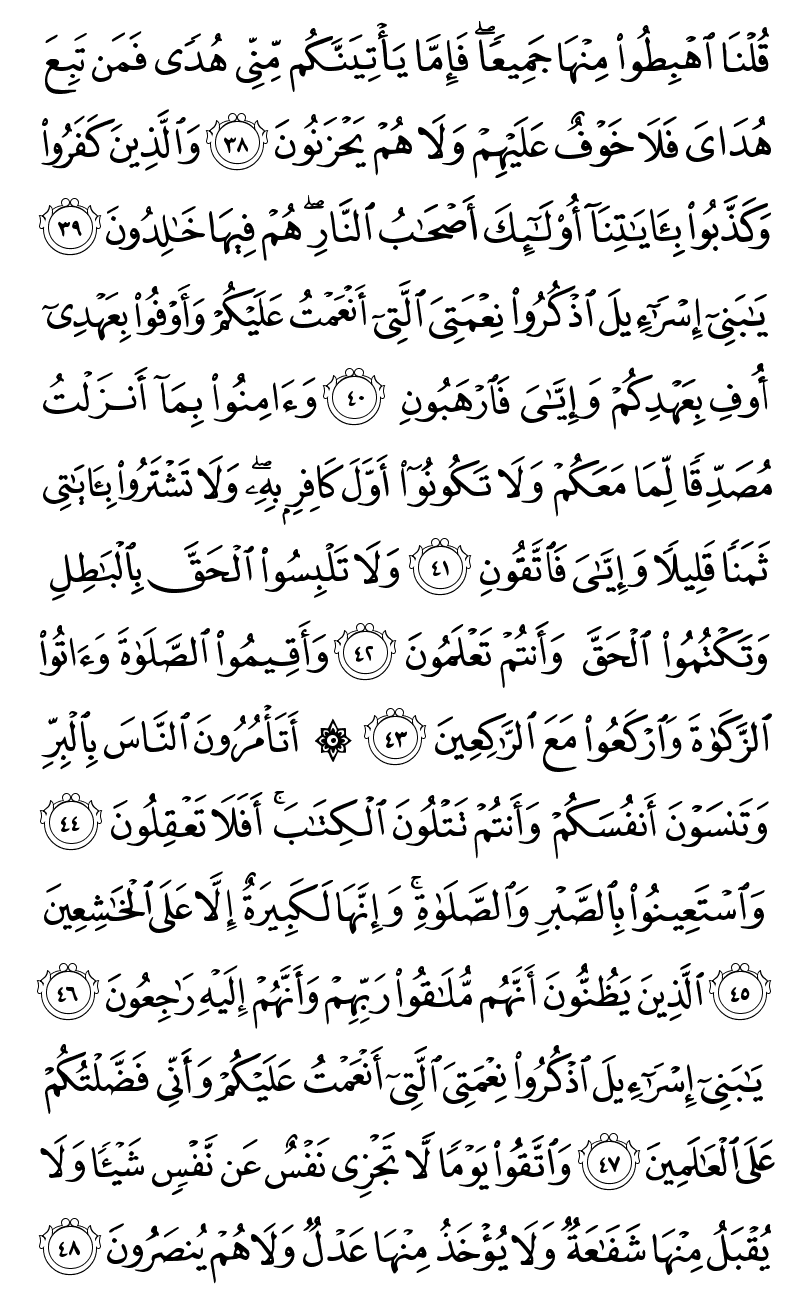 قُلۡنَا ٱهۡبِطُواْ مِنۡهَا جَمِيعٗاۖ فَإِمَّا يَأۡتِيَنَّكُم مِّنِّي هُدٗى فَمَن تَبِعَ
هُدَايَ فَلَا خَوۡفٌ عَلَيۡهِمۡ وَلَا هُمۡ يَحۡزَنُونَ ٣٨ وَٱلَّذِينَ كَفَرُواْ
وَكَذَّبُواْ بِـَٔايَٰتِنَآ أُوْلَٰٓئِكَ أَصۡحَٰبُ ٱلنَّارِۖ هُمۡ فِيهَا خَٰلِدُونَ ٣٩
يَٰبَنِيٓ إِسۡرَٰٓءِيلَ ٱذۡكُرُواْ نِعۡمَتِيَ ٱلَّتِيٓ أَنۡعَمۡتُ عَلَيۡكُمۡ وَأَوۡفُواْ بِعَهۡدِيٓ
أُوفِ بِعَهۡدِكُمۡ وَإِيَّٰيَ فَٱرۡهَبُونِ ٤٠ وَءَامِنُواْ بِمَآ أَنزَلۡتُ
مُصَدِّقٗا لِّمَا مَعَكُمۡ وَلَا تَكُونُوٓاْ أَوَّلَ كَافِرِۭ بِهِۦۖ وَلَا تَشۡتَرُواْ بِـَٔايَٰتِي
ثَمَنٗا قَلِيلٗا وَإِيَّٰيَ فَٱتَّقُونِ ٤١ وَلَا تَلۡبِسُواْ ٱلۡحَقَّ بِٱلۡبَٰطِلِ
وَتَكۡتُمُواْ ٱلۡحَقَّ وَأَنتُمۡ تَعۡلَمُونَ ٤٢ وَأَقِيمُواْ ٱلصَّلَوٰةَ وَءَاتُواْ
ٱلزَّكَوٰةَ وَٱرۡكَعُواْ مَعَ ٱلرَّٰكِعِينَ ٤٣ ۞ أَتَأۡمُرُونَ ٱلنَّاسَ بِٱلۡبِرِّ
وَتَنسَوۡنَ أَنفُسَكُمۡ وَأَنتُمۡ تَتۡلُونَ ٱلۡكِتَٰبَۚ أَفَلَا تَعۡقِلُونَ ٤٤
وَٱسۡتَعِينُواْ بِٱلصَّبۡرِ وَٱلصَّلَوٰةِۚ وَإِنَّهَا لَكَبِيرَةٌ إِلَّا عَلَى ٱلۡخَٰشِعِينَ
٤٥ ٱلَّذِينَ يَظُنُّونَ أَنَّهُم مُّلَٰقُواْ رَبِّهِمۡ وَأَنَّهُمۡ إِلَيۡهِ رَٰجِعُونَ ٤٦
يَٰبَنِيٓ إِسۡرَٰٓءِيلَ ٱذۡكُرُواْ نِعۡمَتِيَ ٱلَّتِيٓ أَنۡعَمۡتُ عَلَيۡكُمۡ وَأَنِّي فَضَّلۡتُكُمۡ
عَلَى ٱلۡعَٰلَمِينَ ٤٧ وَٱتَّقُواْ يَوۡمٗا لَّا تَجۡزِي نَفۡسٌ عَن نَّفۡسٖ شَيۡـٔٗا وَلَا
يُقۡبَلُ مِنۡهَا شَفَٰعَةٞ وَلَا يُؤۡخَذُ مِنۡهَا عَدۡلٞ وَلَا هُمۡ يُنصَرُونَ ٤٨